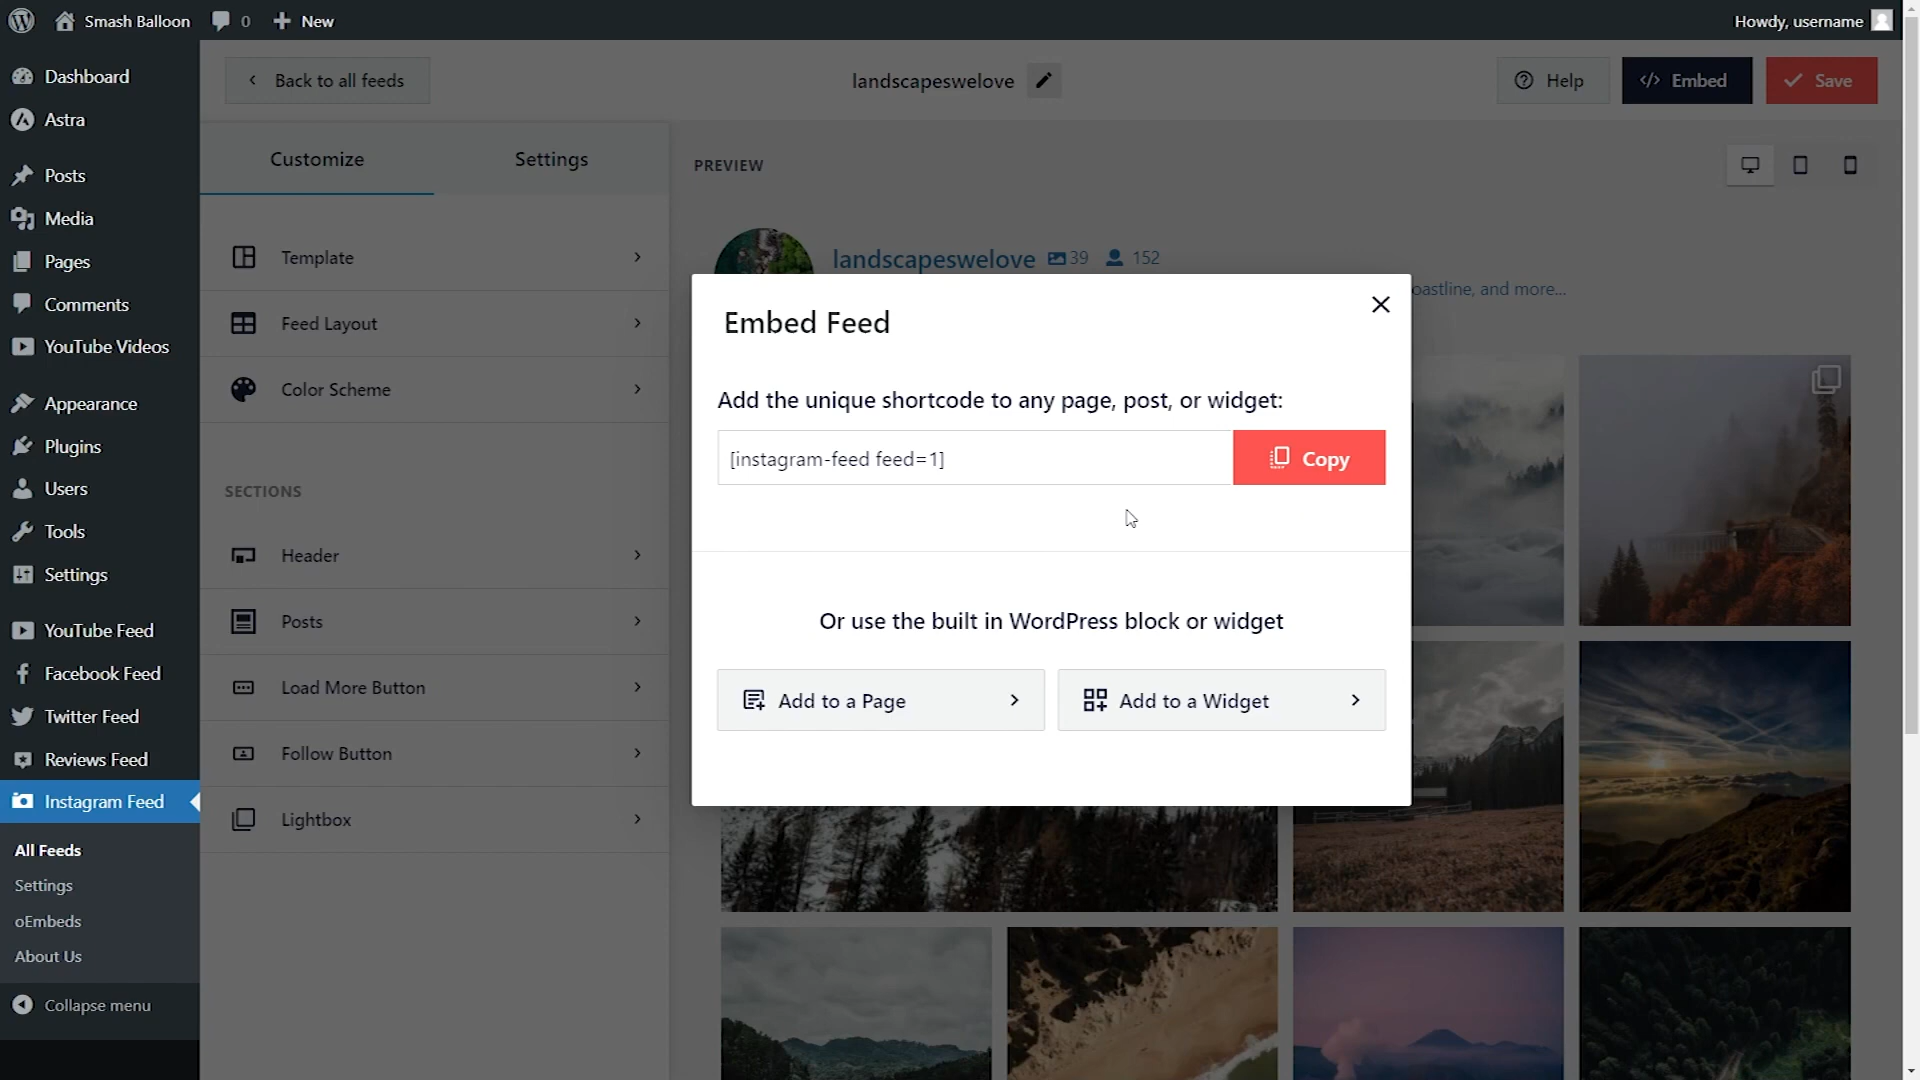 Smash Balloon
0
New
Howdy, username
Dashboard
Astra
Posts
Media
Pages
Comments
YouTube Videos
Appearance
Plugins
Users
Tools
Settings
YouTube Feed
Facebook Feed
Twitter Feed
Reviews Feed
Instagram Feed
All Feeds
Settings
oEmbeds
About Us
Collapse menu
Back to all feeds
landscapeswelove
Help
</> Embed
Save
Customize
Settings
Template
Feed Layout
Color Scheme
SECTIONS
Header
Posts
Load More Button
Follow Button
Lightbox
PREVIEW
landscapeswelove 39 152
oastline, and more...
Embed Feed
Add the unique shortcode to any page, post, or widget:
[instagram-feed feed=1]
Copy
Or use the built in WordPress block or widget
Add to a Page
Add to a Widget